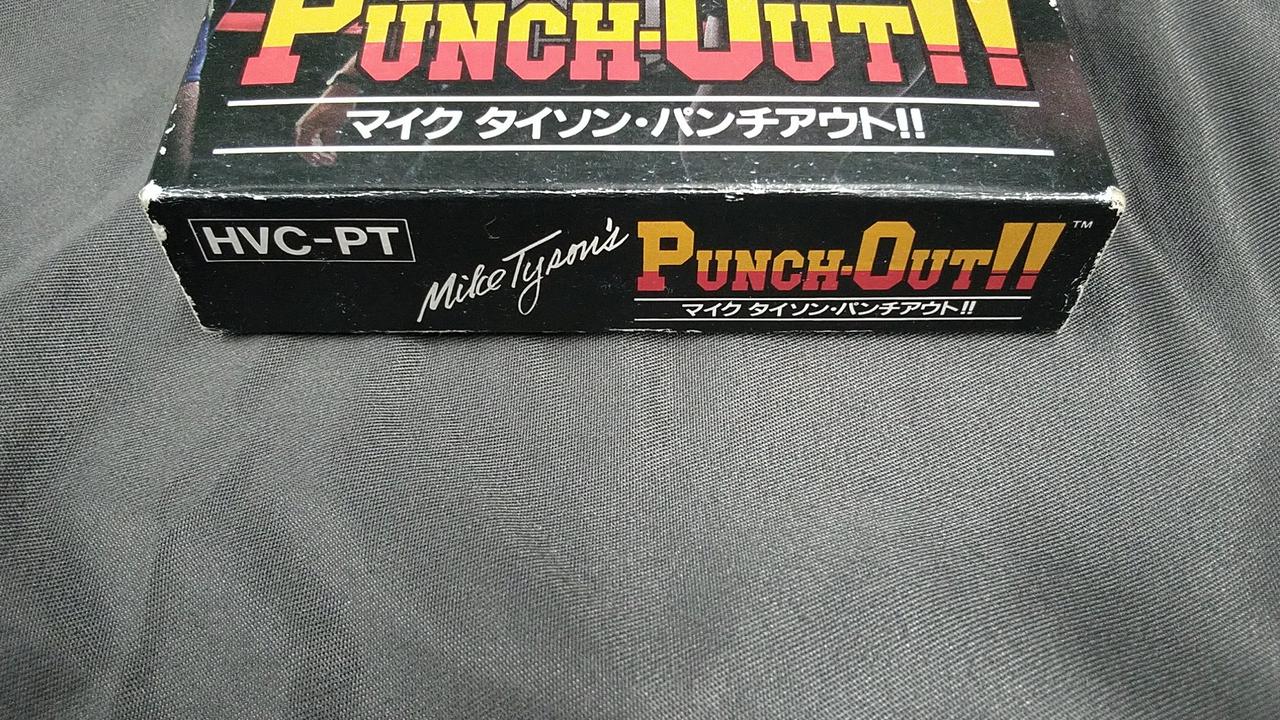 PUNCH-OUT!!
マイク タイソン・パンチアウト!!
HVC-PT
Mike Tyson's PUNCH-OUT!! ™
マイク タイソン・パンチアウト!!